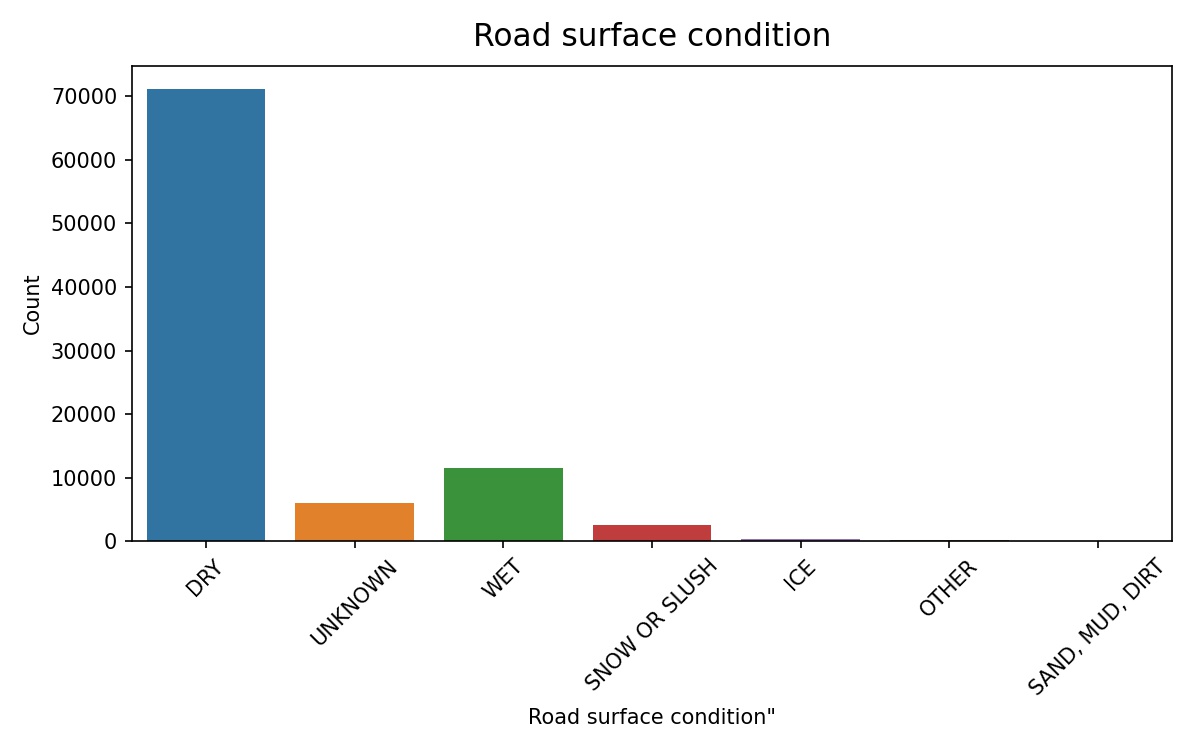 Road surface condition
Count
70000
60000
50000
40000
30000
20000
10000
0
DRY
UNKNOWN
WET
SNOW OR SLUSH
ICE
OTHER
SAND, MUD, DIRT
Road surface condition"